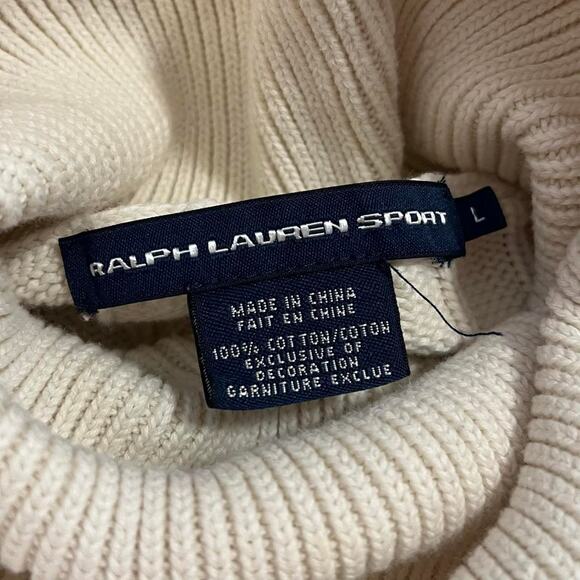 RALPH LAUREN SPORT
L
MADE IN CHINA
FAIT EN CHINE
100% COTTON/COTON
EXCLUSIVE OF
DECORATION
GARNITURE EXCLUE